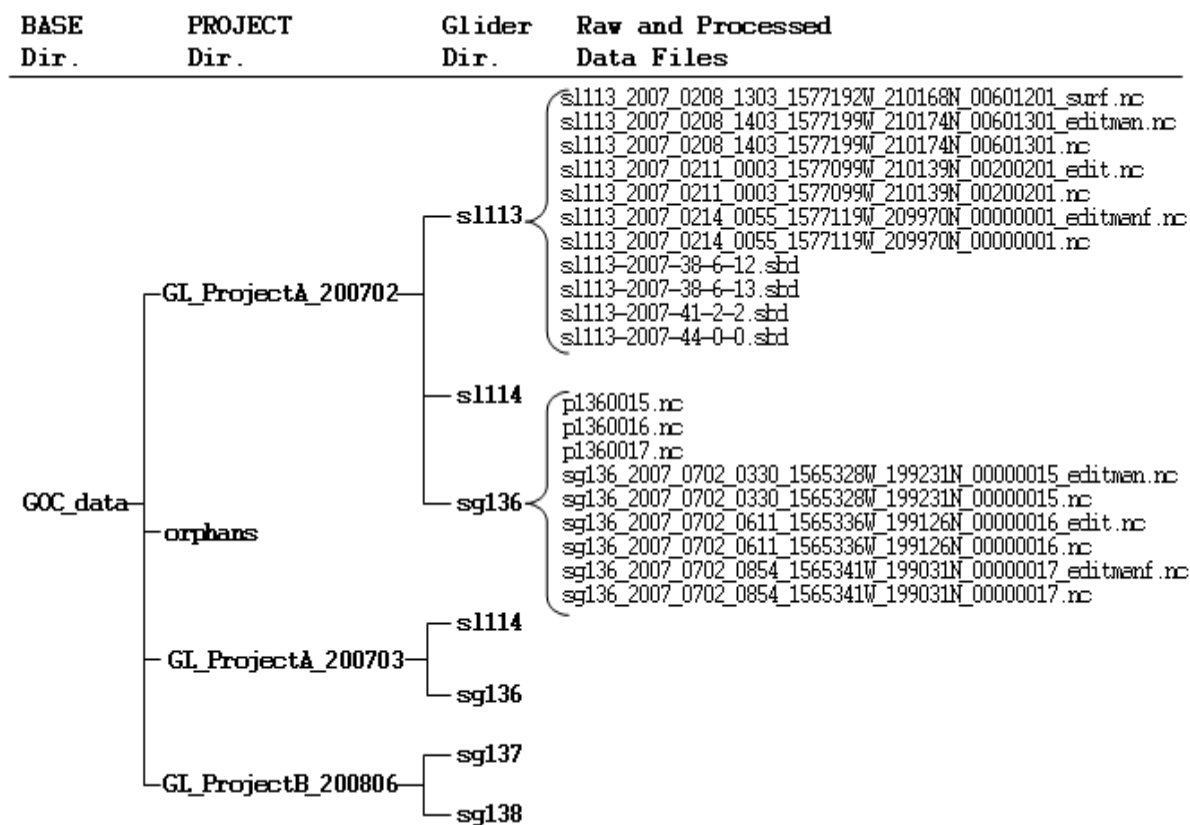 BASE PROJECT Glider Raw and Processed
Dir. Dir. Dir. Data Files
sl113_2007_0208_1303_1577192W_210168N_00601201_surf.nc
sl113_2007_0208_1403_1577199W_210174N_00601301_editman.nc
sl113_2007_0208_1403_1577199W_210174N_00601301.nc
sl113_2007_0211_0003_1577099W_210139N_00200201_edit.nc
sl113_2007_0211_0003_1577099W_210139N_00200201.nc
sl113
sl113_2007_0214_0055_1577119W_209970N_00000001_editmanf.nc
sl113_2007_0214_0055_1577119W_209970N_00000001.nc
sl113-2007-38-6-12.sbd
GL_ProjectA_200702
sl113-2007-38-6-13.sbd
sl113-2007-41-2-2.sbd
sl113-2007-44-0-0.sbd
sl114
p1360015.nc
p1360016.nc
p1360017.nc
sg136_2007_0702_0330_1565328W_199231N_00000015_editman.nc
GOC_data
sg136
sg136_2007_0702_0330_1565328W_199231N_00000015.nc
orphans
sg136_2007_0702_0611_1565336W_199126N_00000016_edit.nc
sg136_2007_0702_0611_1565336W_199126N_00000016.nc
sg136_2007_0702_0854_1565341W_199031N_00000017_editmanf.nc
sg136_2007_0702_0854_1565341W_199031N_00000017.nc
sl114
GL_ProjectA_200703
sg136
sg137
GL_ProjectB_200806
sg138